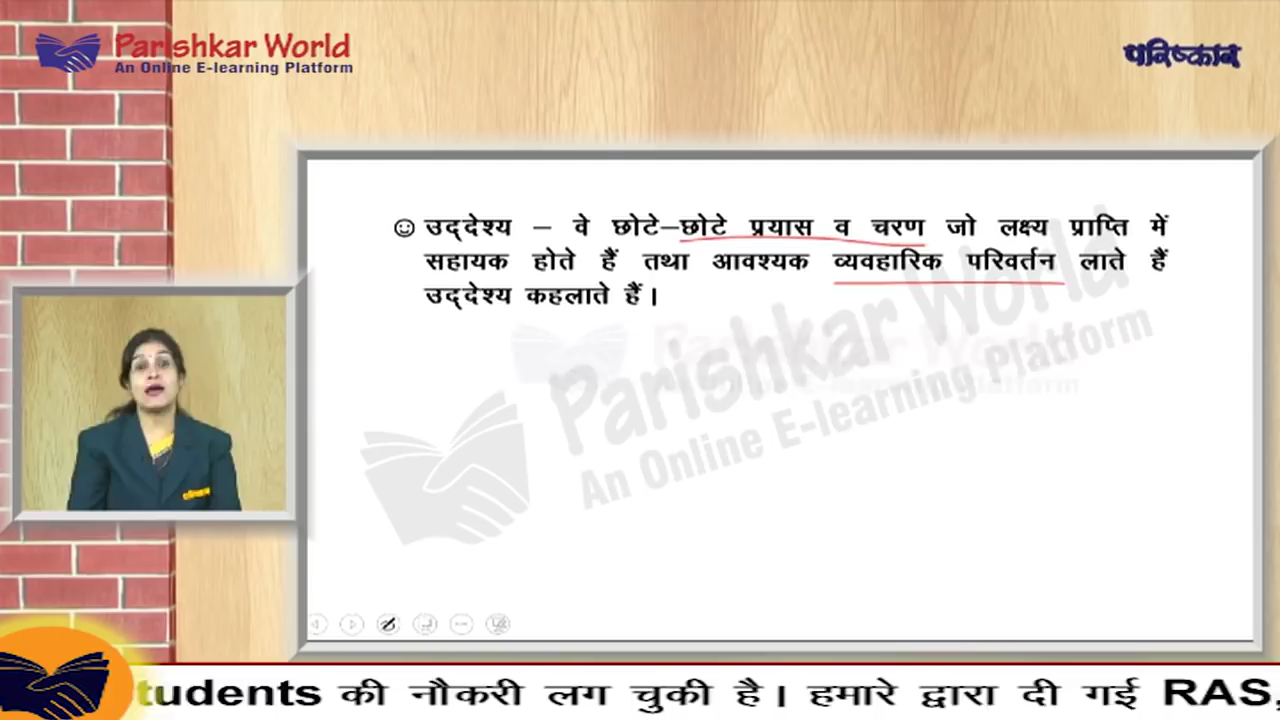 Parishkar World
An Online E-learning Platform
परिष्कार
☺ उद्देश्य – वे छोटे–छोटे प्रयास व चरण जो लक्ष्य प्राप्ति में
सहायक होते हैं तथा आवश्यक व्यवहारिक परिवर्तन लाते हैं
उद्देश्य कहलाते हैं।
Parishkar World
An Online E-learning Platform
tudents की नौकरी लग चुकी है। हमारे द्वारा दी गई RAS,